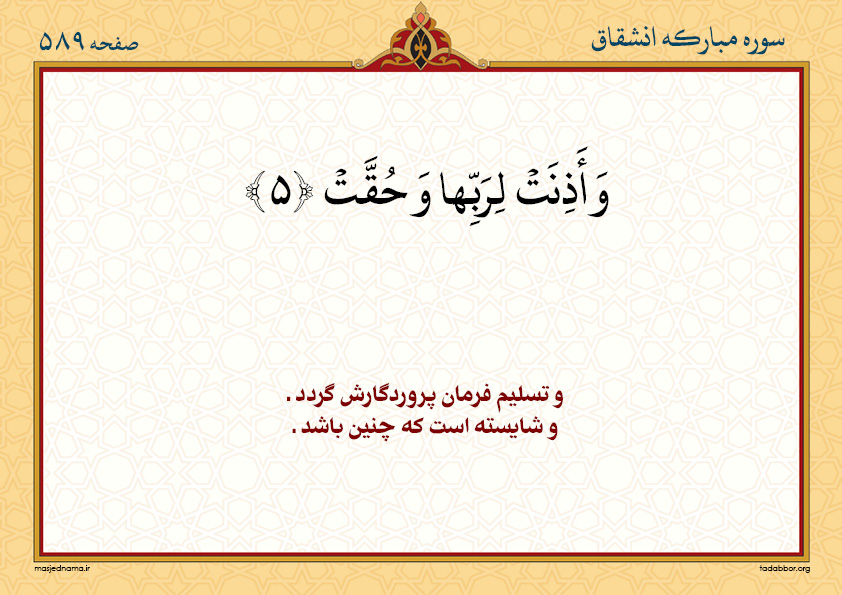 سوره مبارکه انشقاق
صفحه ۵۸۹
وَ أَذِنَتْ لِرَبِّها وَ حُقَّتْ ﴿۵﴾
و تسلیم فرمان پروردگارش گردد .
و شایسته است که چنین باشد .
masjednama.ir
tadabbor.org